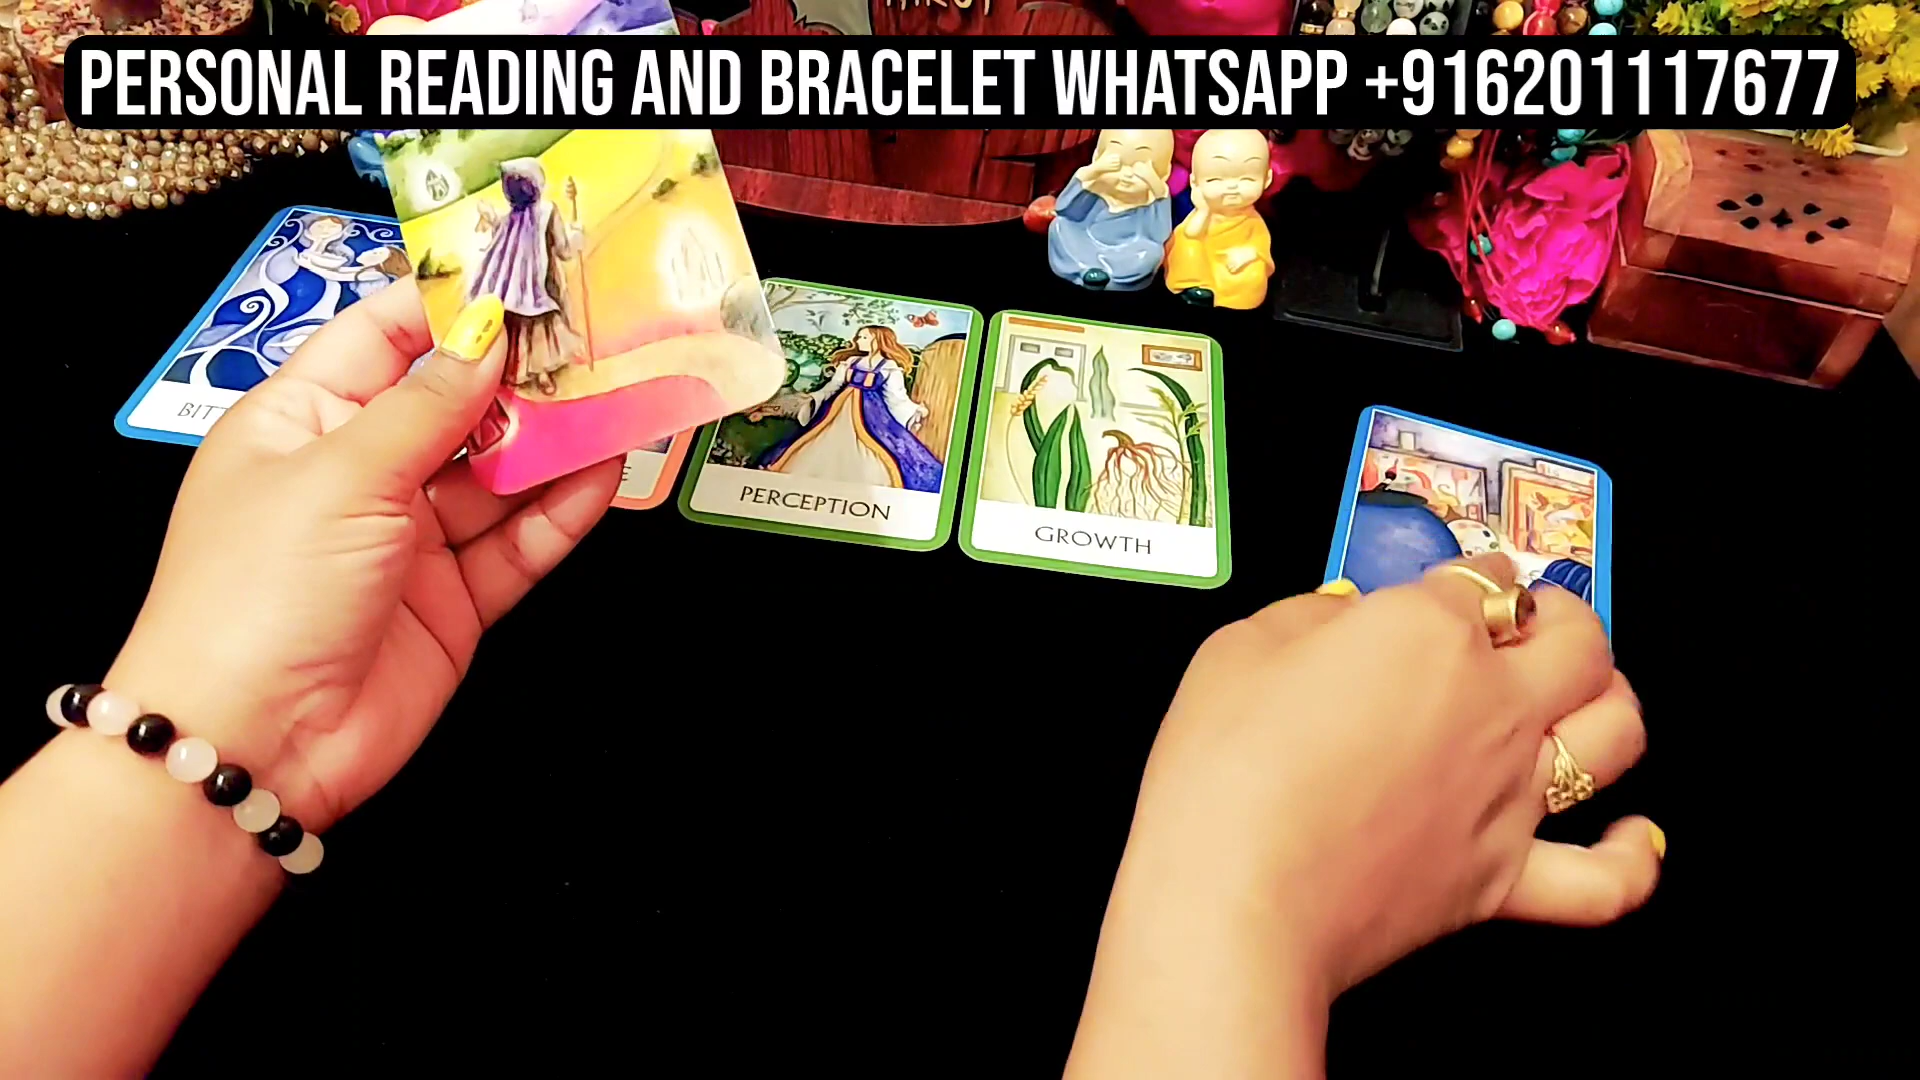 PERSONAL READING AND BRACELET WHATSAPP +916201117677
PERCEPTION
GROWTH